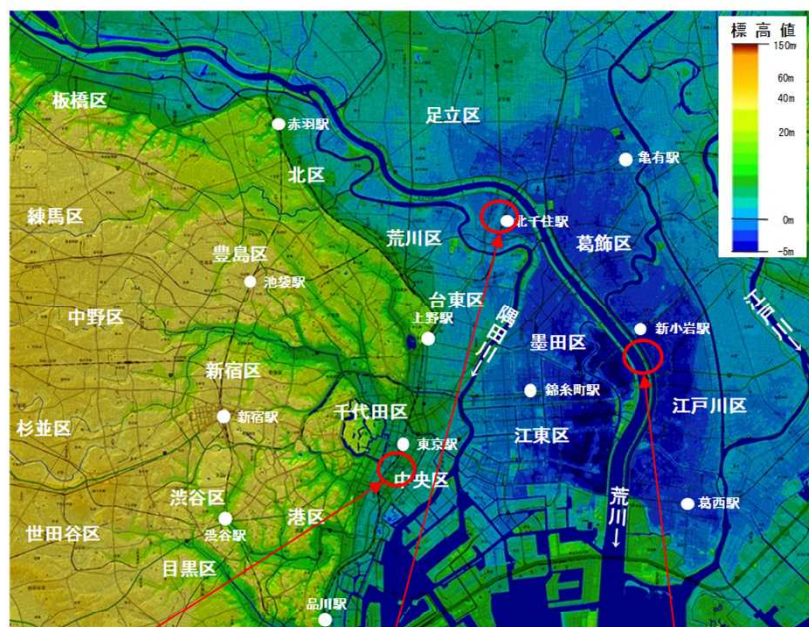 標高値
150m
60m
40m
20m
0m
-5m
板橋区
足立区
赤羽駅
亀有駅
北区
練馬区
北千住駅
荒川区
葛飾区
豊島区
池袋駅
台東区
江戸川→
中野区
上野駅
隅田川→
新小岩駅
墨田区
新宿区
錦糸町駅
千代田区
江戸川区
新宿駅
杉並区
東京駅
江東区
中央区
渋谷区
葛西駅
荒川→
港区
渋谷駅
世田谷区
目黒区
品川駅